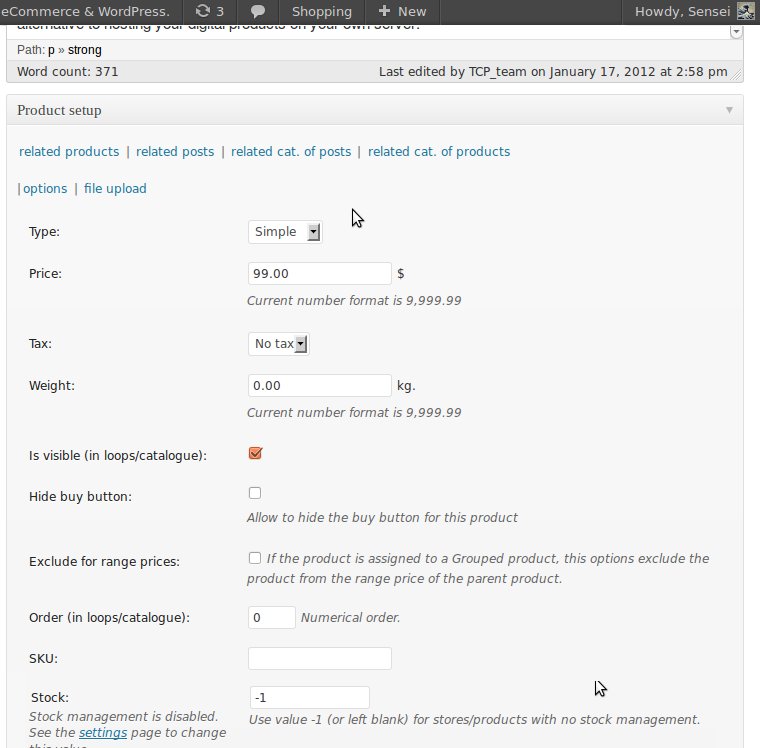 eCommerce & WordPress. 3 Shopping + New Howdy, Sensei
alternative to hosting your digital products on your own server.
Path: p » strong
Word count: 371 Last edited by TCP_team on January 17, 2012 at 2:58 pm
Product setup
related products | related posts | related cat. of posts | related cat. of products
|options | file upload
Type: Simple
Price: 99.00 $
Current number format is 9,999.99
Tax: No tax
Weight: 0.00 kg.
Current number format is 9,999.99
Is visible (in loops/catalogue):
Hide buy button:
Allow to hide the buy button for this product
Exclude for range prices: If the product is assigned to a Grouped product, this options exclude the
product from the range price of the parent product.
Order (in loops/catalogue): 0 Numerical order.
SKU:
Stock: -1
Stock management is disabled. Use value -1 (or left blank) for stores/products with no stock management.
See the settings page to change
this value.